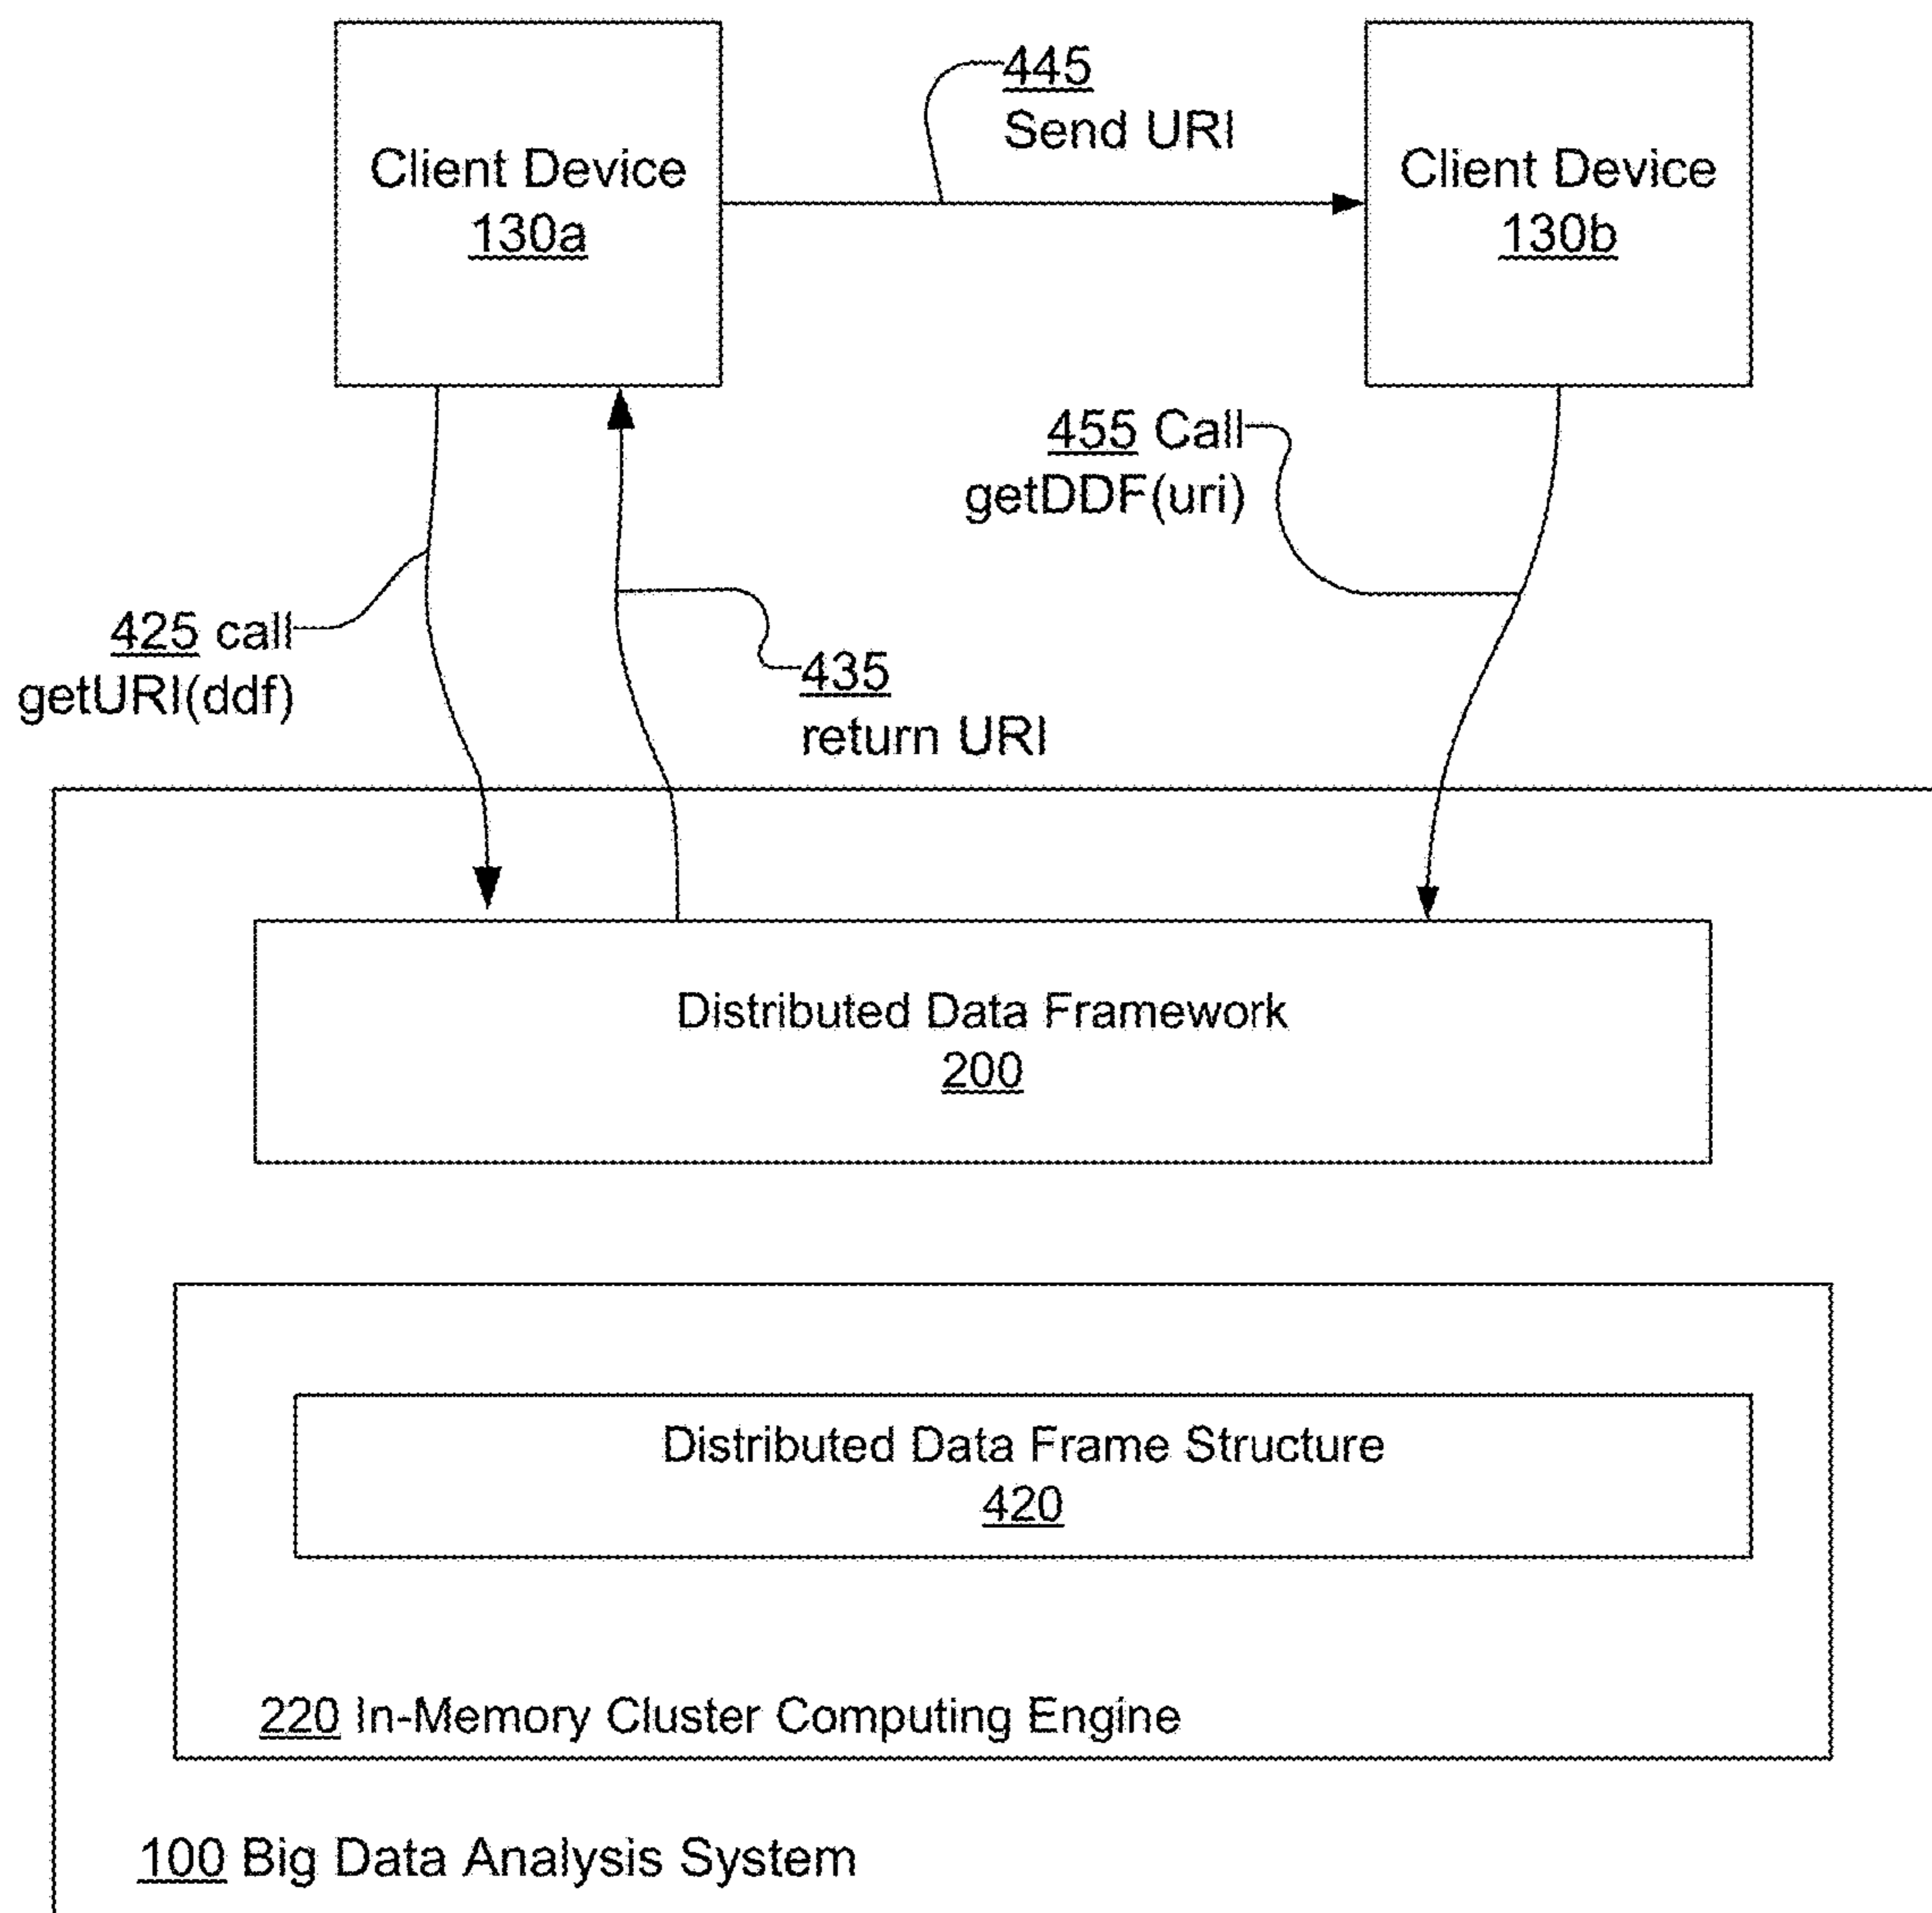 Client Device
130a
445
Send URI
Client Device
130b
455 Call
getDDF(uri)
425 call
getURI(ddf)
435
return URI
Distributed Data Framework
200
Distributed Data Frame Structure
420
220 In-Memory Cluster Computing Engine
100 Big Data Analysis System